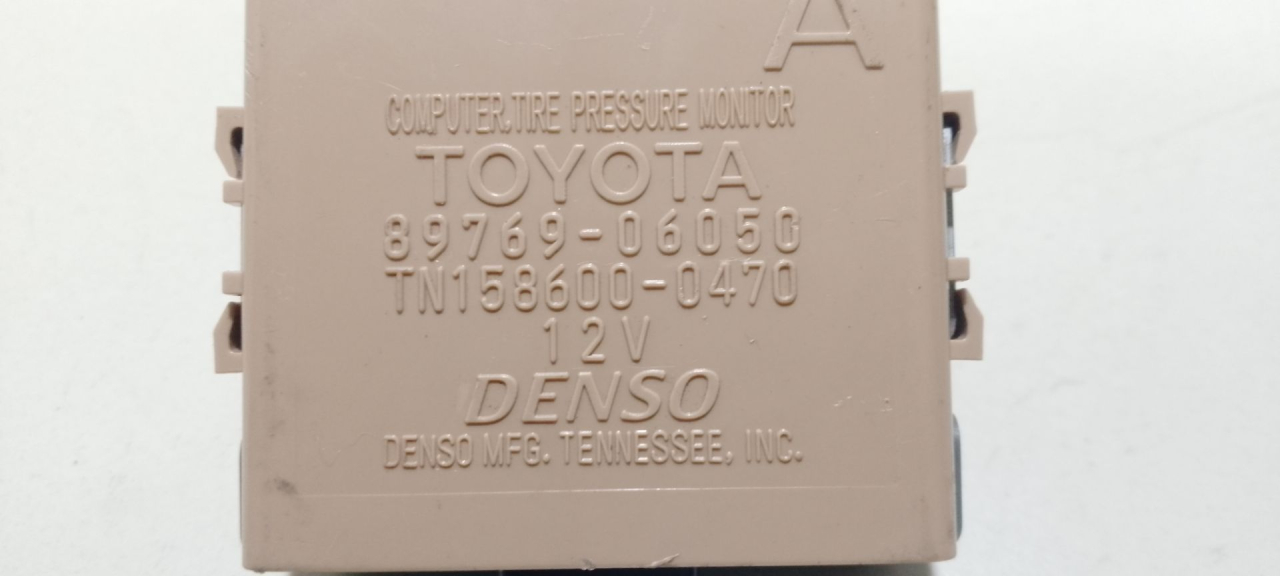 A
COMPUTER,TIRE PRESSURE MONITOR
TOYOTA
89769-06050
TN158600-0470
12V
DENSO
DENSO MFG. TENNESSEE, INC.